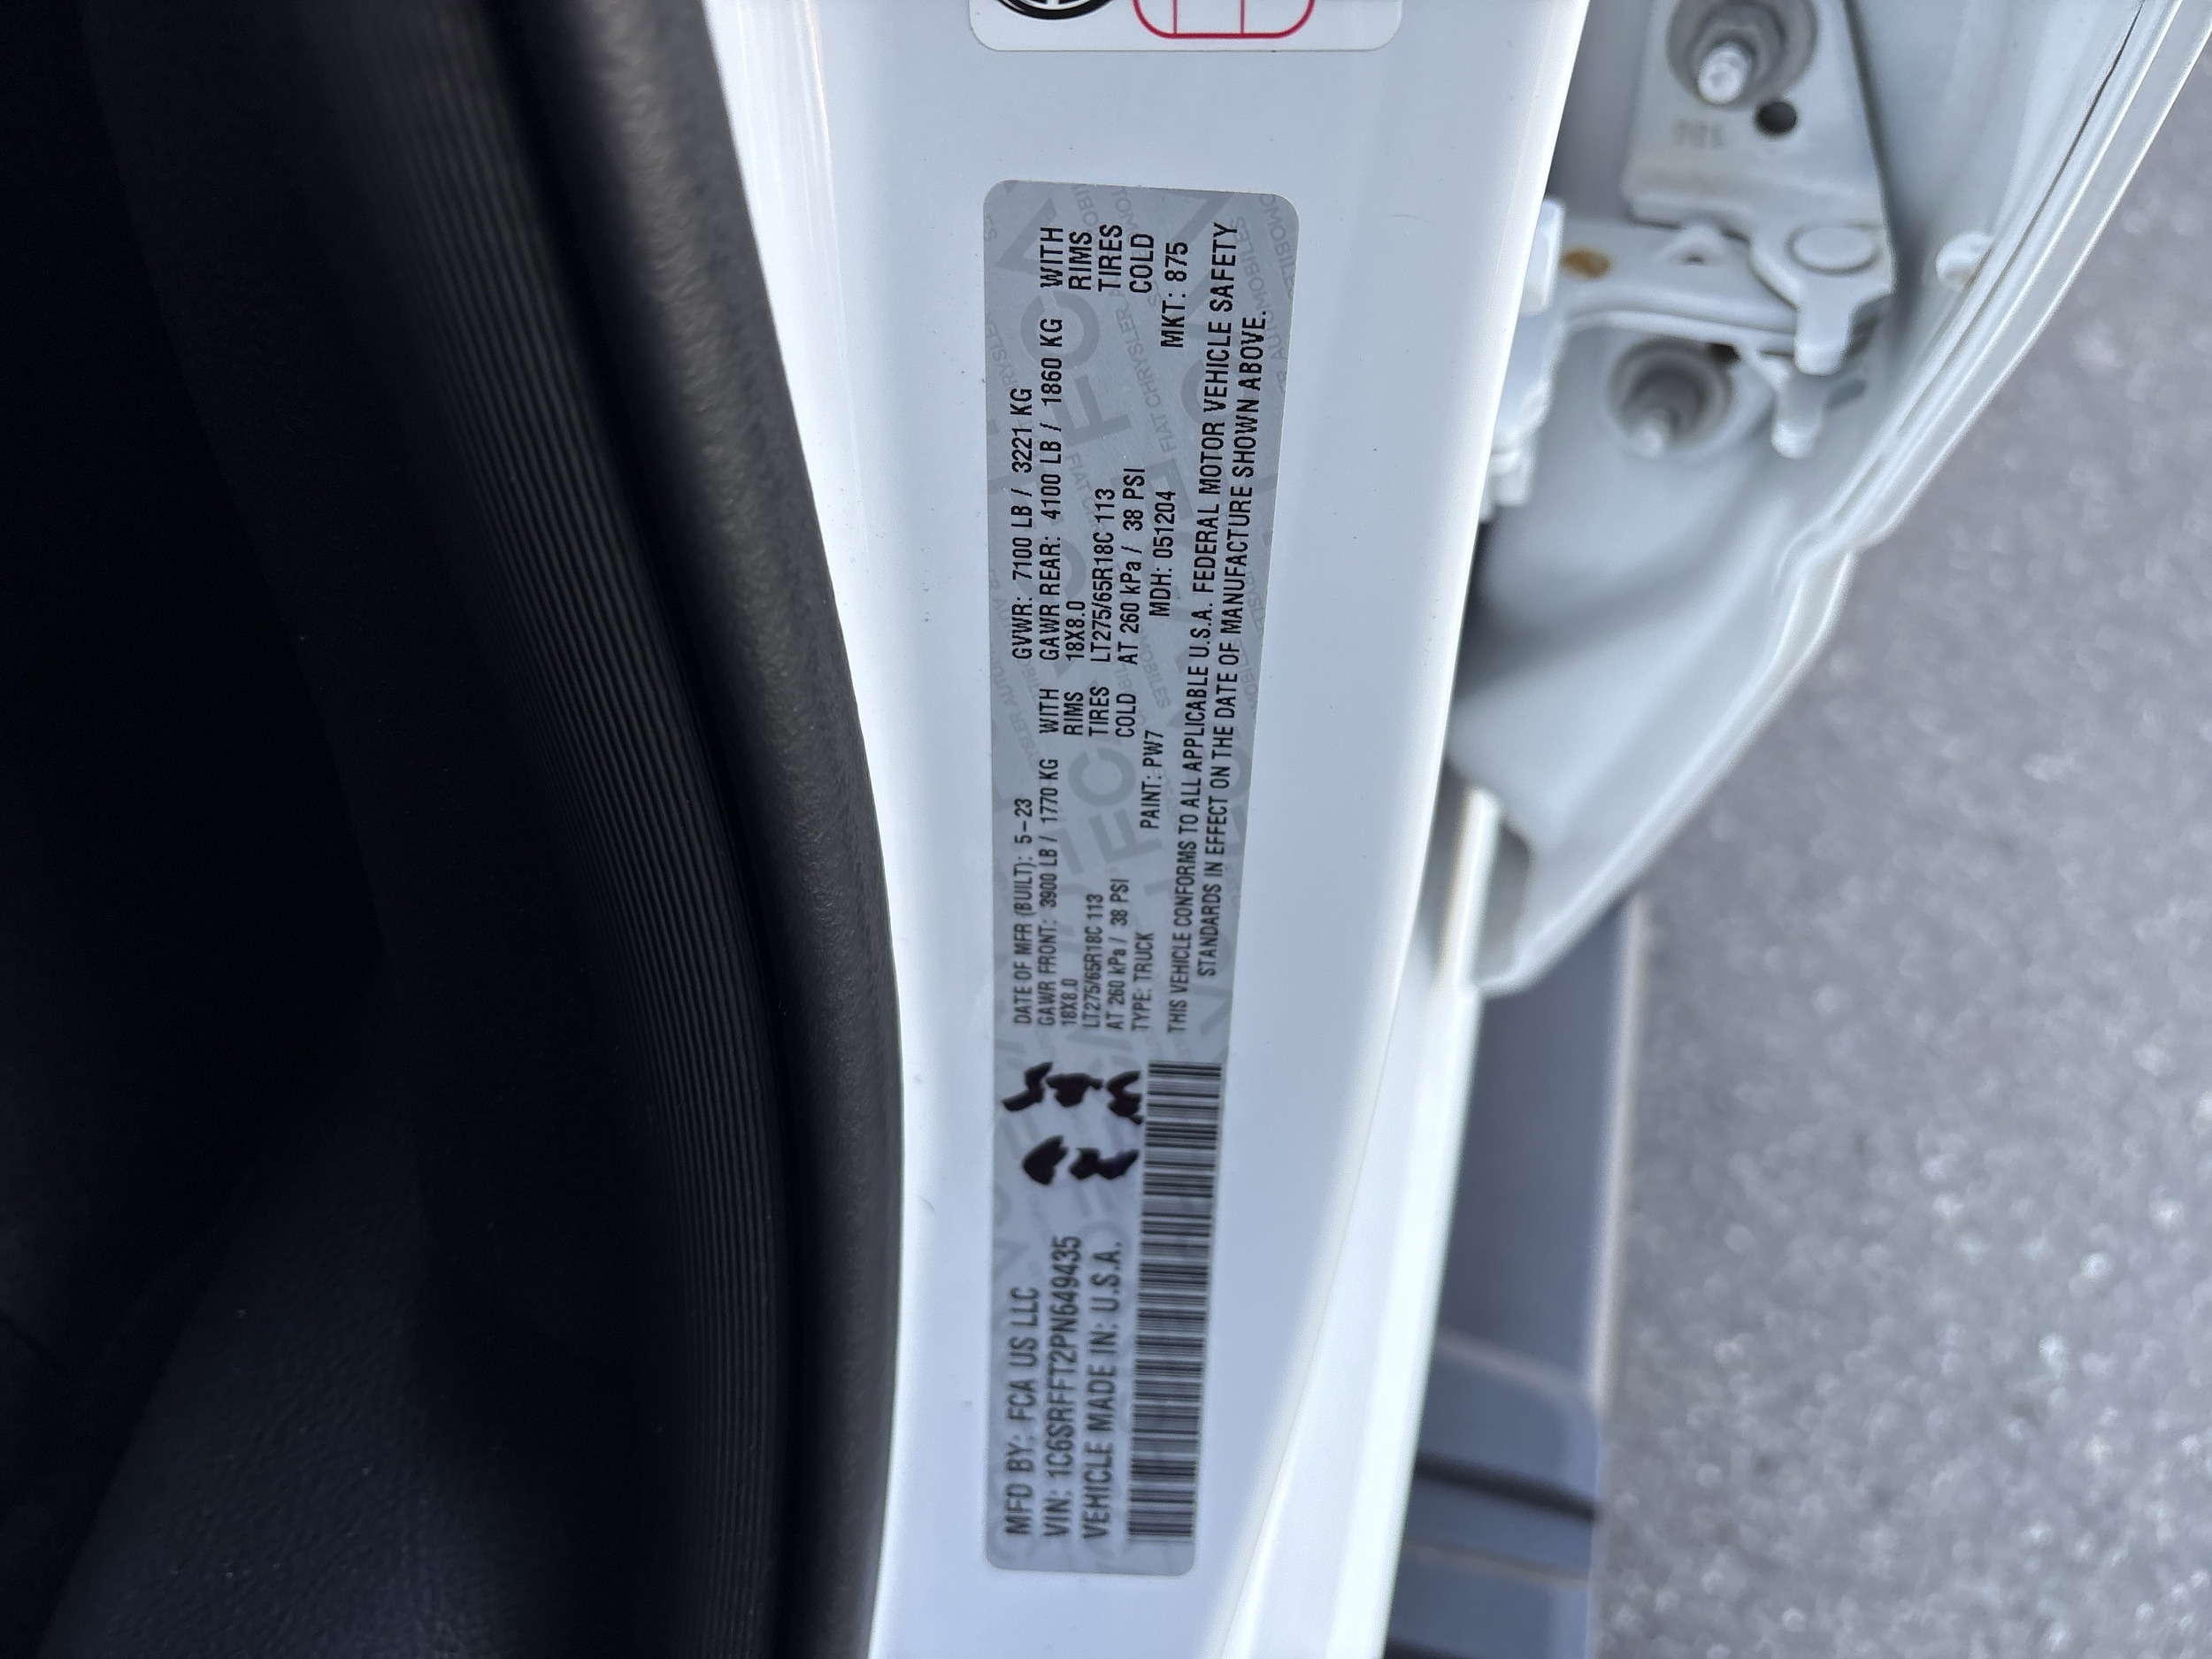 MFD BY: FCA US LLC
VIN: 1C6SRFFT2PN649435
VEHICLE MADE IN: U.S.A.
DATE OF MFR (BUILT): 5-23 GVWR: 7100 LB / 3221 KG
GAWR FRONT: 3900 LB / 1770 KG WITH GAWR REAR: 4100 LB / 1860 KG WITH
18X8.0 RIMS 18X8.0 RIMS
LT275/65R18C 113 TIRES LT275/65R18C 113 TIRES
AT 260 kPa / 38 PSI COLD AT 260 kPa / 38 PSI COLD
TYPE: TRUCK PAINT: PW7 MDH: 051204 MKT: 875
THIS VEHICLE CONFORMS TO ALL APPLICABLE U.S.A. FEDERAL MOTOR VEHICLE SAFETY
STANDARDS IN EFFECT ON THE DATE OF MANUFACTURE SHOWN ABOVE.